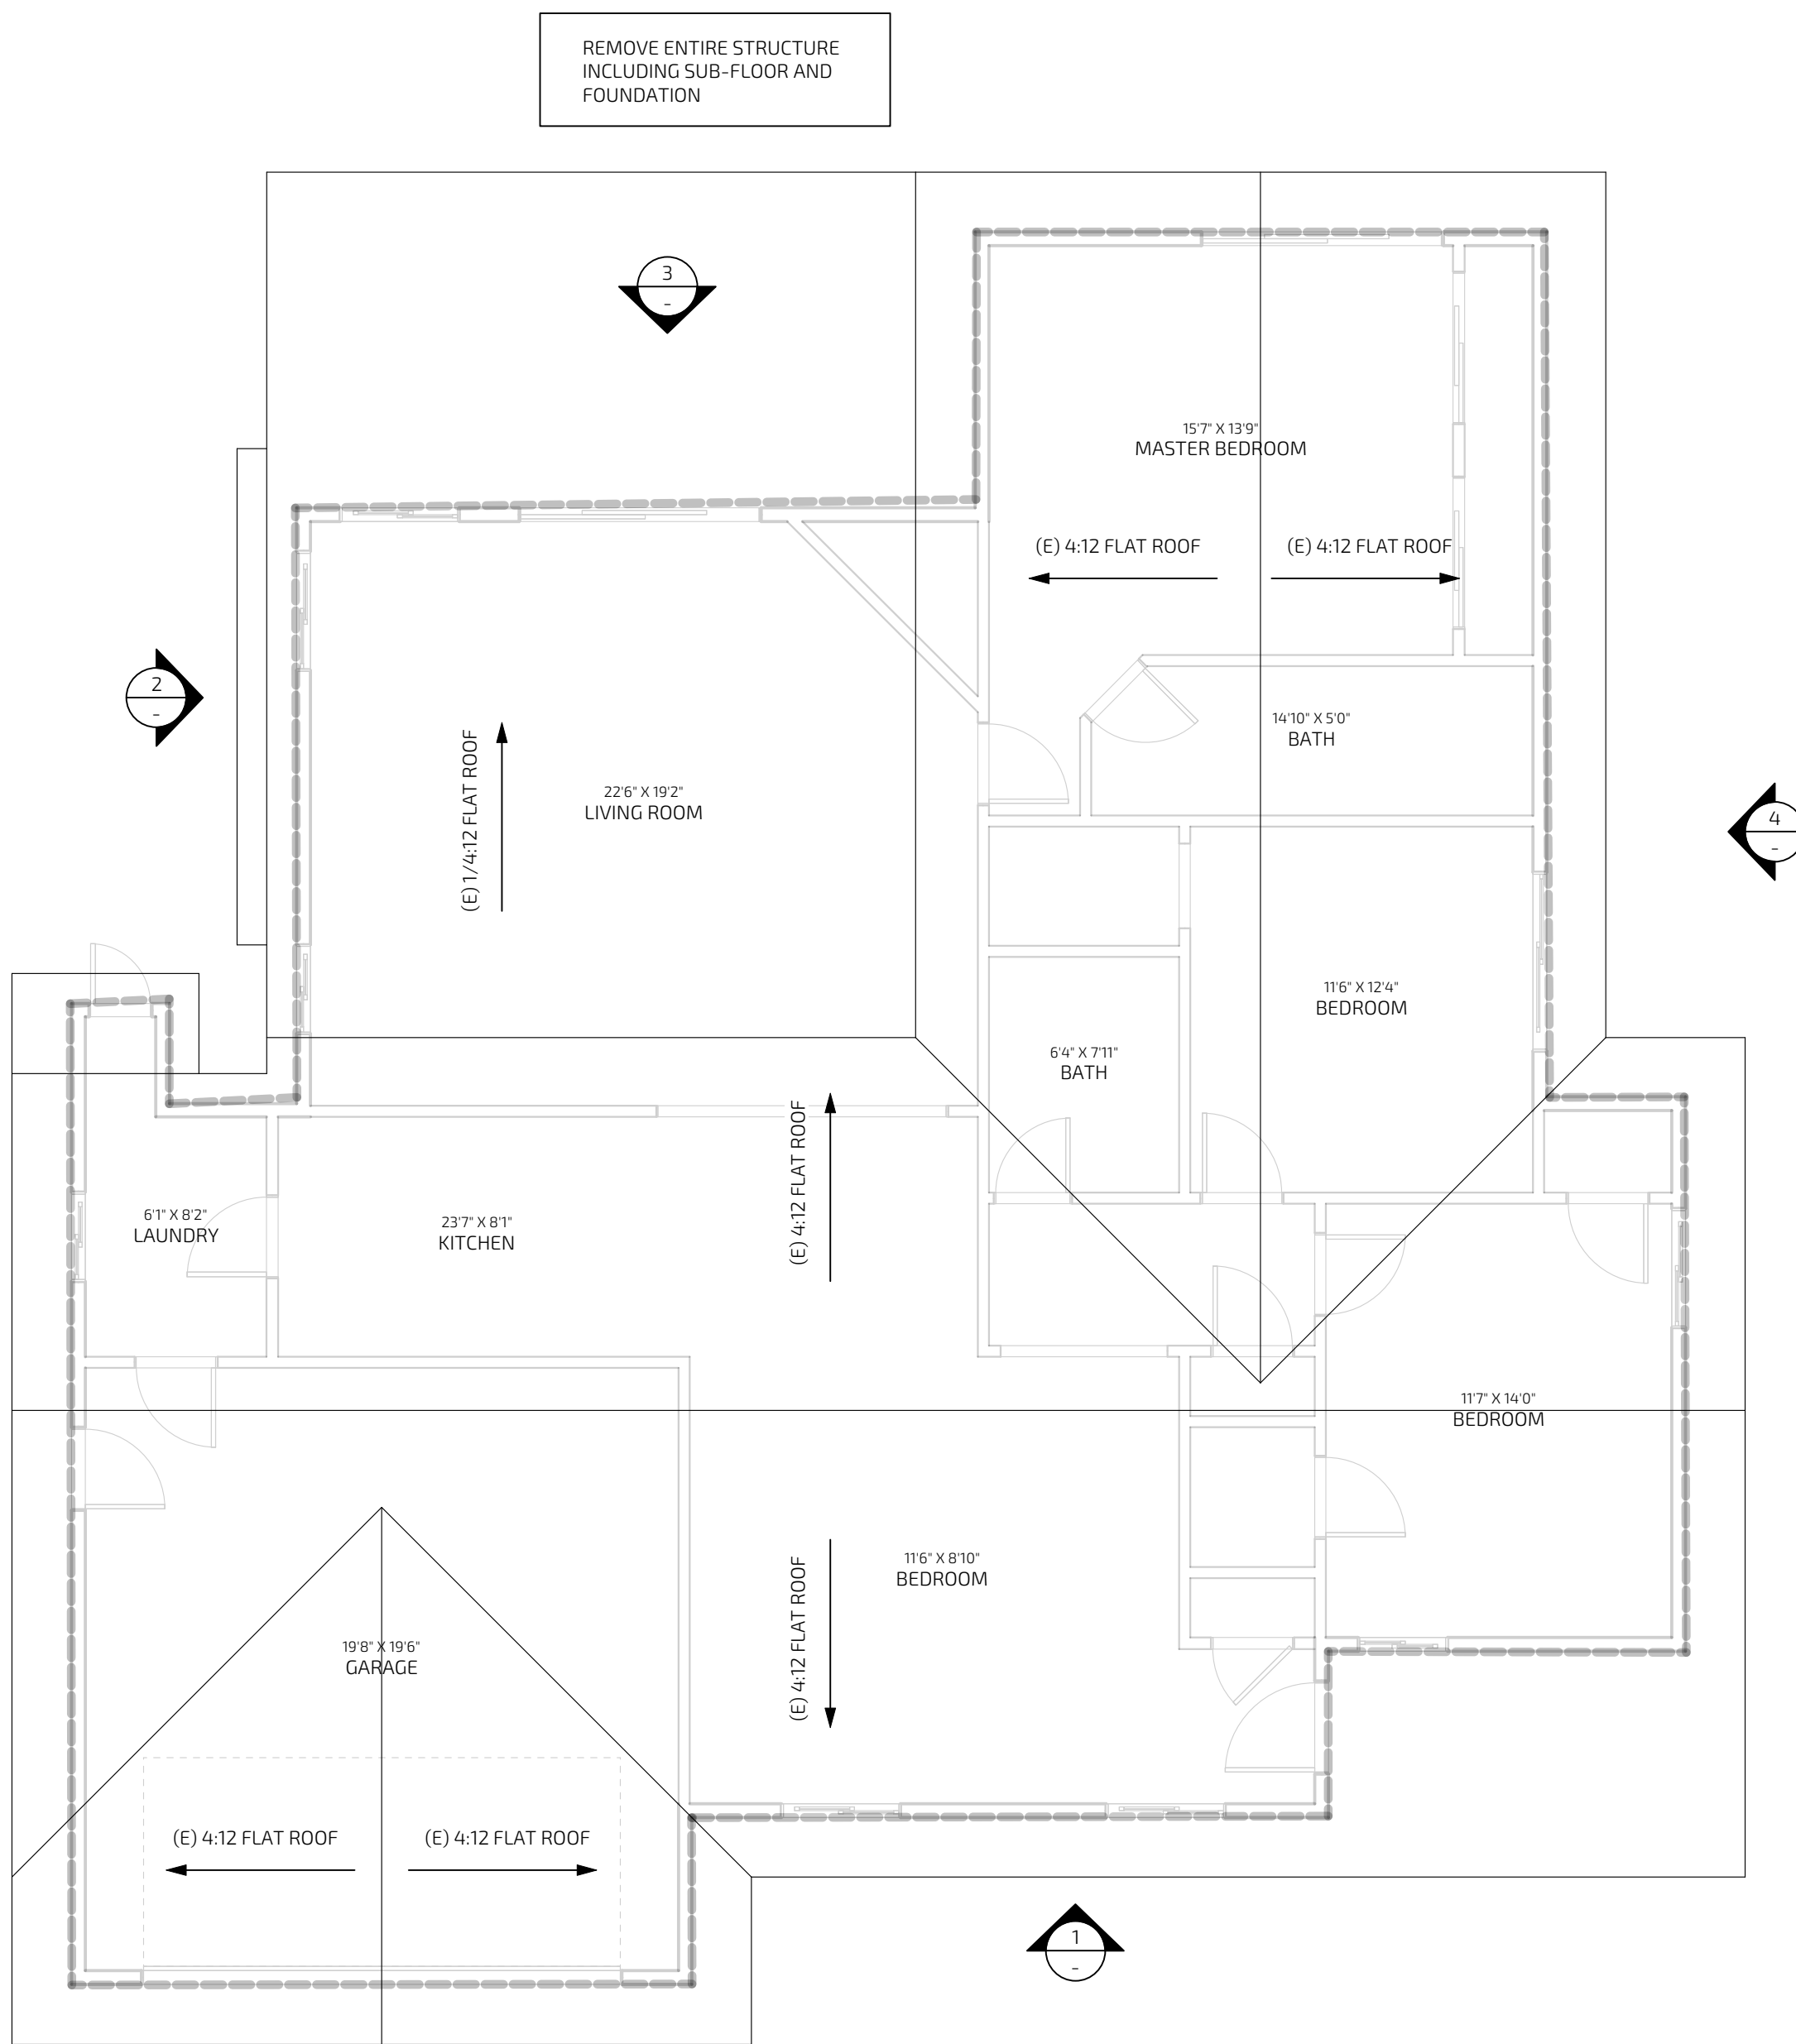 REMOVE ENTIRE STRUCTURE
INCLUDING SUB-FLOOR AND
FOUNDATION
3
-
15'7" X 13'9"
MASTER BEDROOM
(E) 4:12 FLAT ROOF
(E) 4:12 FLAT ROOF
2
-
14'10" X 5'0"
BATH
(E) 1/4:12 FLAT ROOF
22'6" X 19'2"
LIVING ROOM
4
-
11'6" X 12'4"
BEDROOM
6'4" X 7'11"
BATH
(E) 4:12 FLAT ROOF
6'1" X 8'2"
LAUNDRY
23'7" X 8'1"
KITCHEN
11'7" X 14'0"
BEDROOM
11'6" X 8'10"
BEDROOM
(E) 4:12 FLAT ROOF
19'8" X 19'6"
GARAGE
(E) 4:12 FLAT ROOF
(E) 4:12 FLAT ROOF
1
-